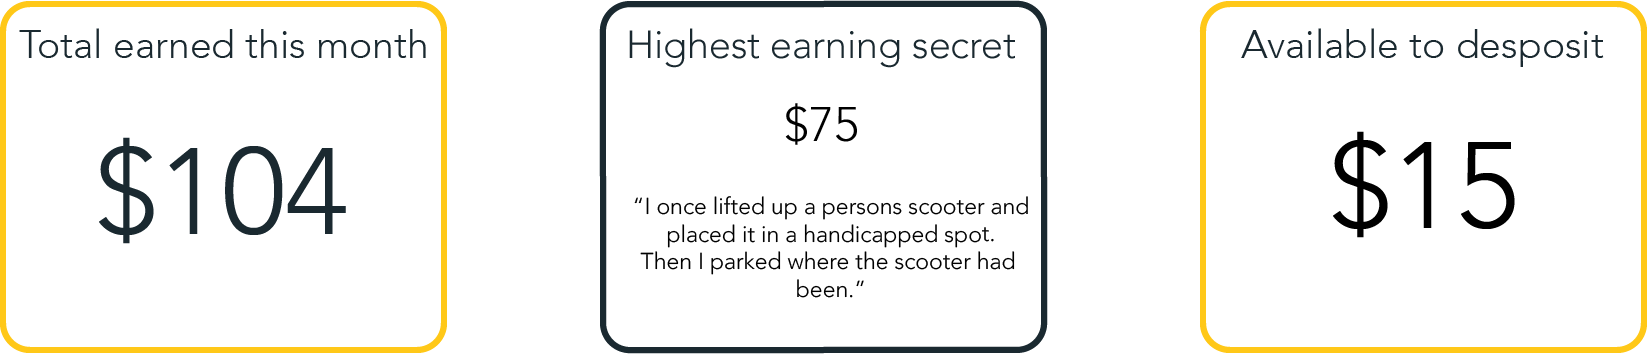 Total earned this month
$104
Highest earning secret
$75
“I once lifted up a persons scooter and
placed it in a handicapped spot.
Then I parked where the scooter had
been.“
Available to desposit
$15